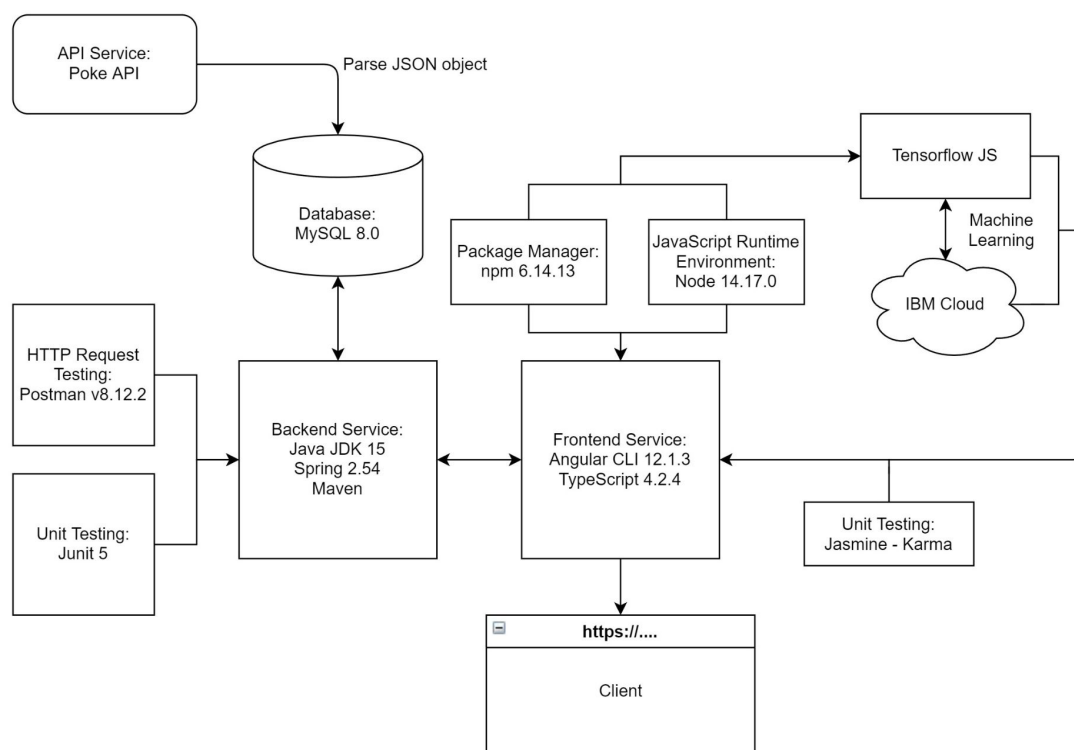 API Service:
Poke API
Parse JSON object
Database:
MySQL 8.0
Package Manager:
npm 6.14.13
JavaScript Runtime
Environment:
Node 14.17.0
Tensorflow JS
Machine
Learning
IBM Cloud
HTTP Request
Testing:
Postman v8.12.2
Unit Testing:
Junit 5
Backend Service:
Java JDK 15
Spring 2.54
Maven
Frontend Service:
Angular CLI 12.1.3
TypeScript 4.2.4
Unit Testing:
Jasmine - Karma
https://....
Client